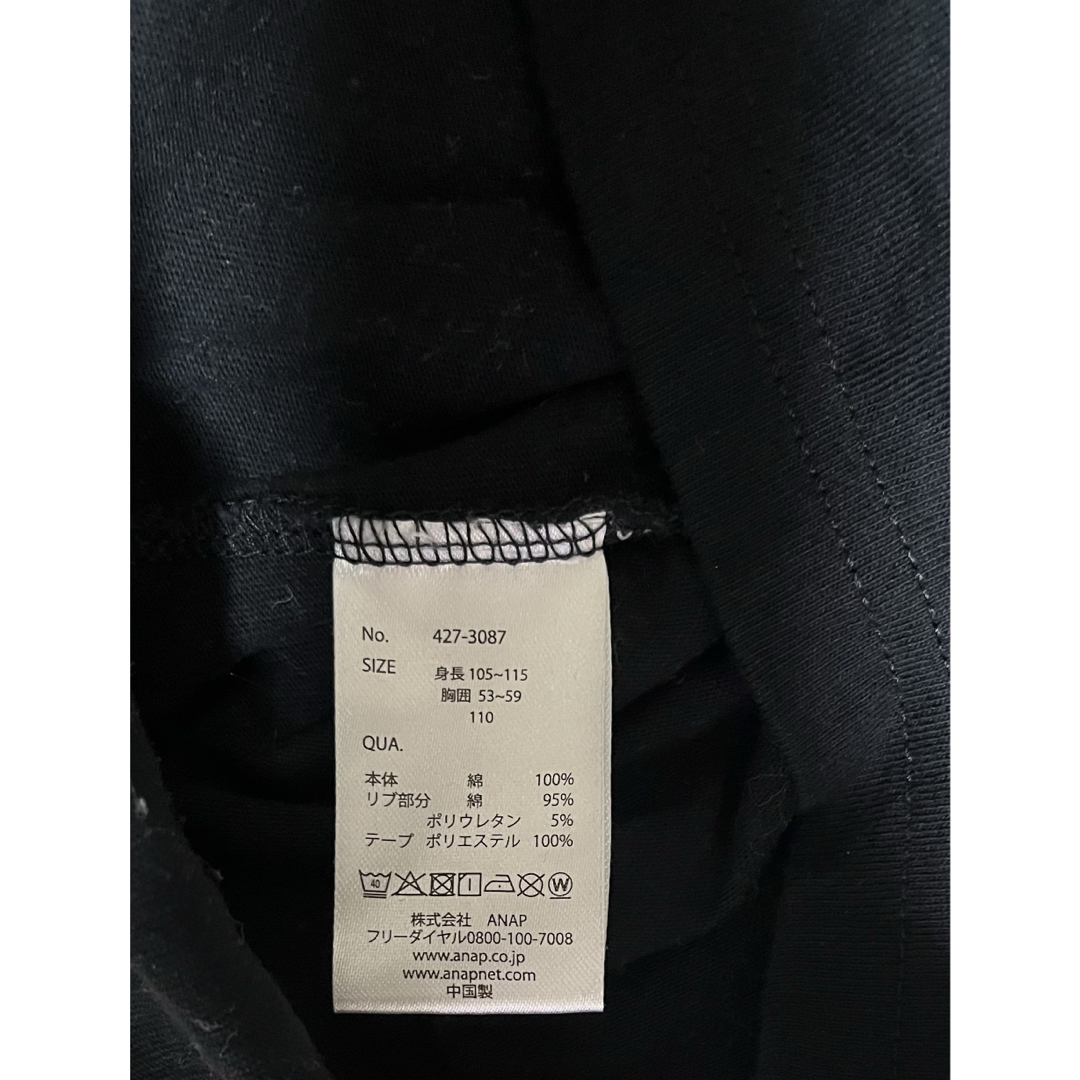 No. 427-3087
SIZE 身長 105~115
胸囲 53~59
110
QUA.
本体 綿 100%
リブ部分 綿 95%
ポリウレタン 5%
テープ ポリエステル 100%
40 W
株式会社 ANAP
フリーダイヤル0800-100-7008
www.anap.co.jp
www.anapnet.com
中国製